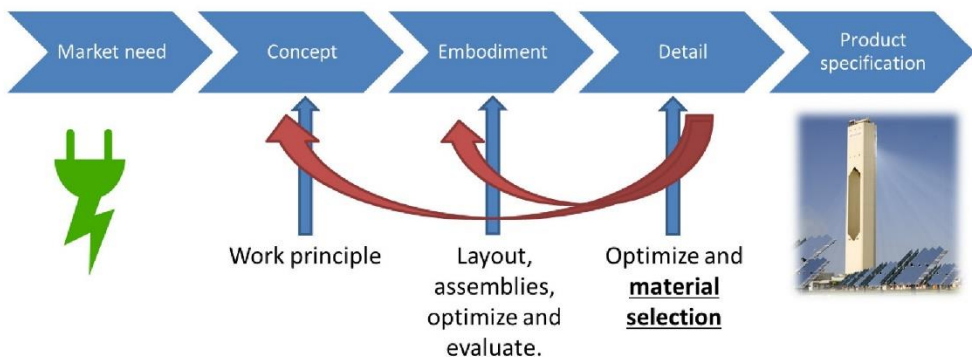 Market need
Concept
Embodiment
Detail
Product
specification
Work principle
Layout,
assemblies,
optimize and
evaluate.
Optimize and
material
selection